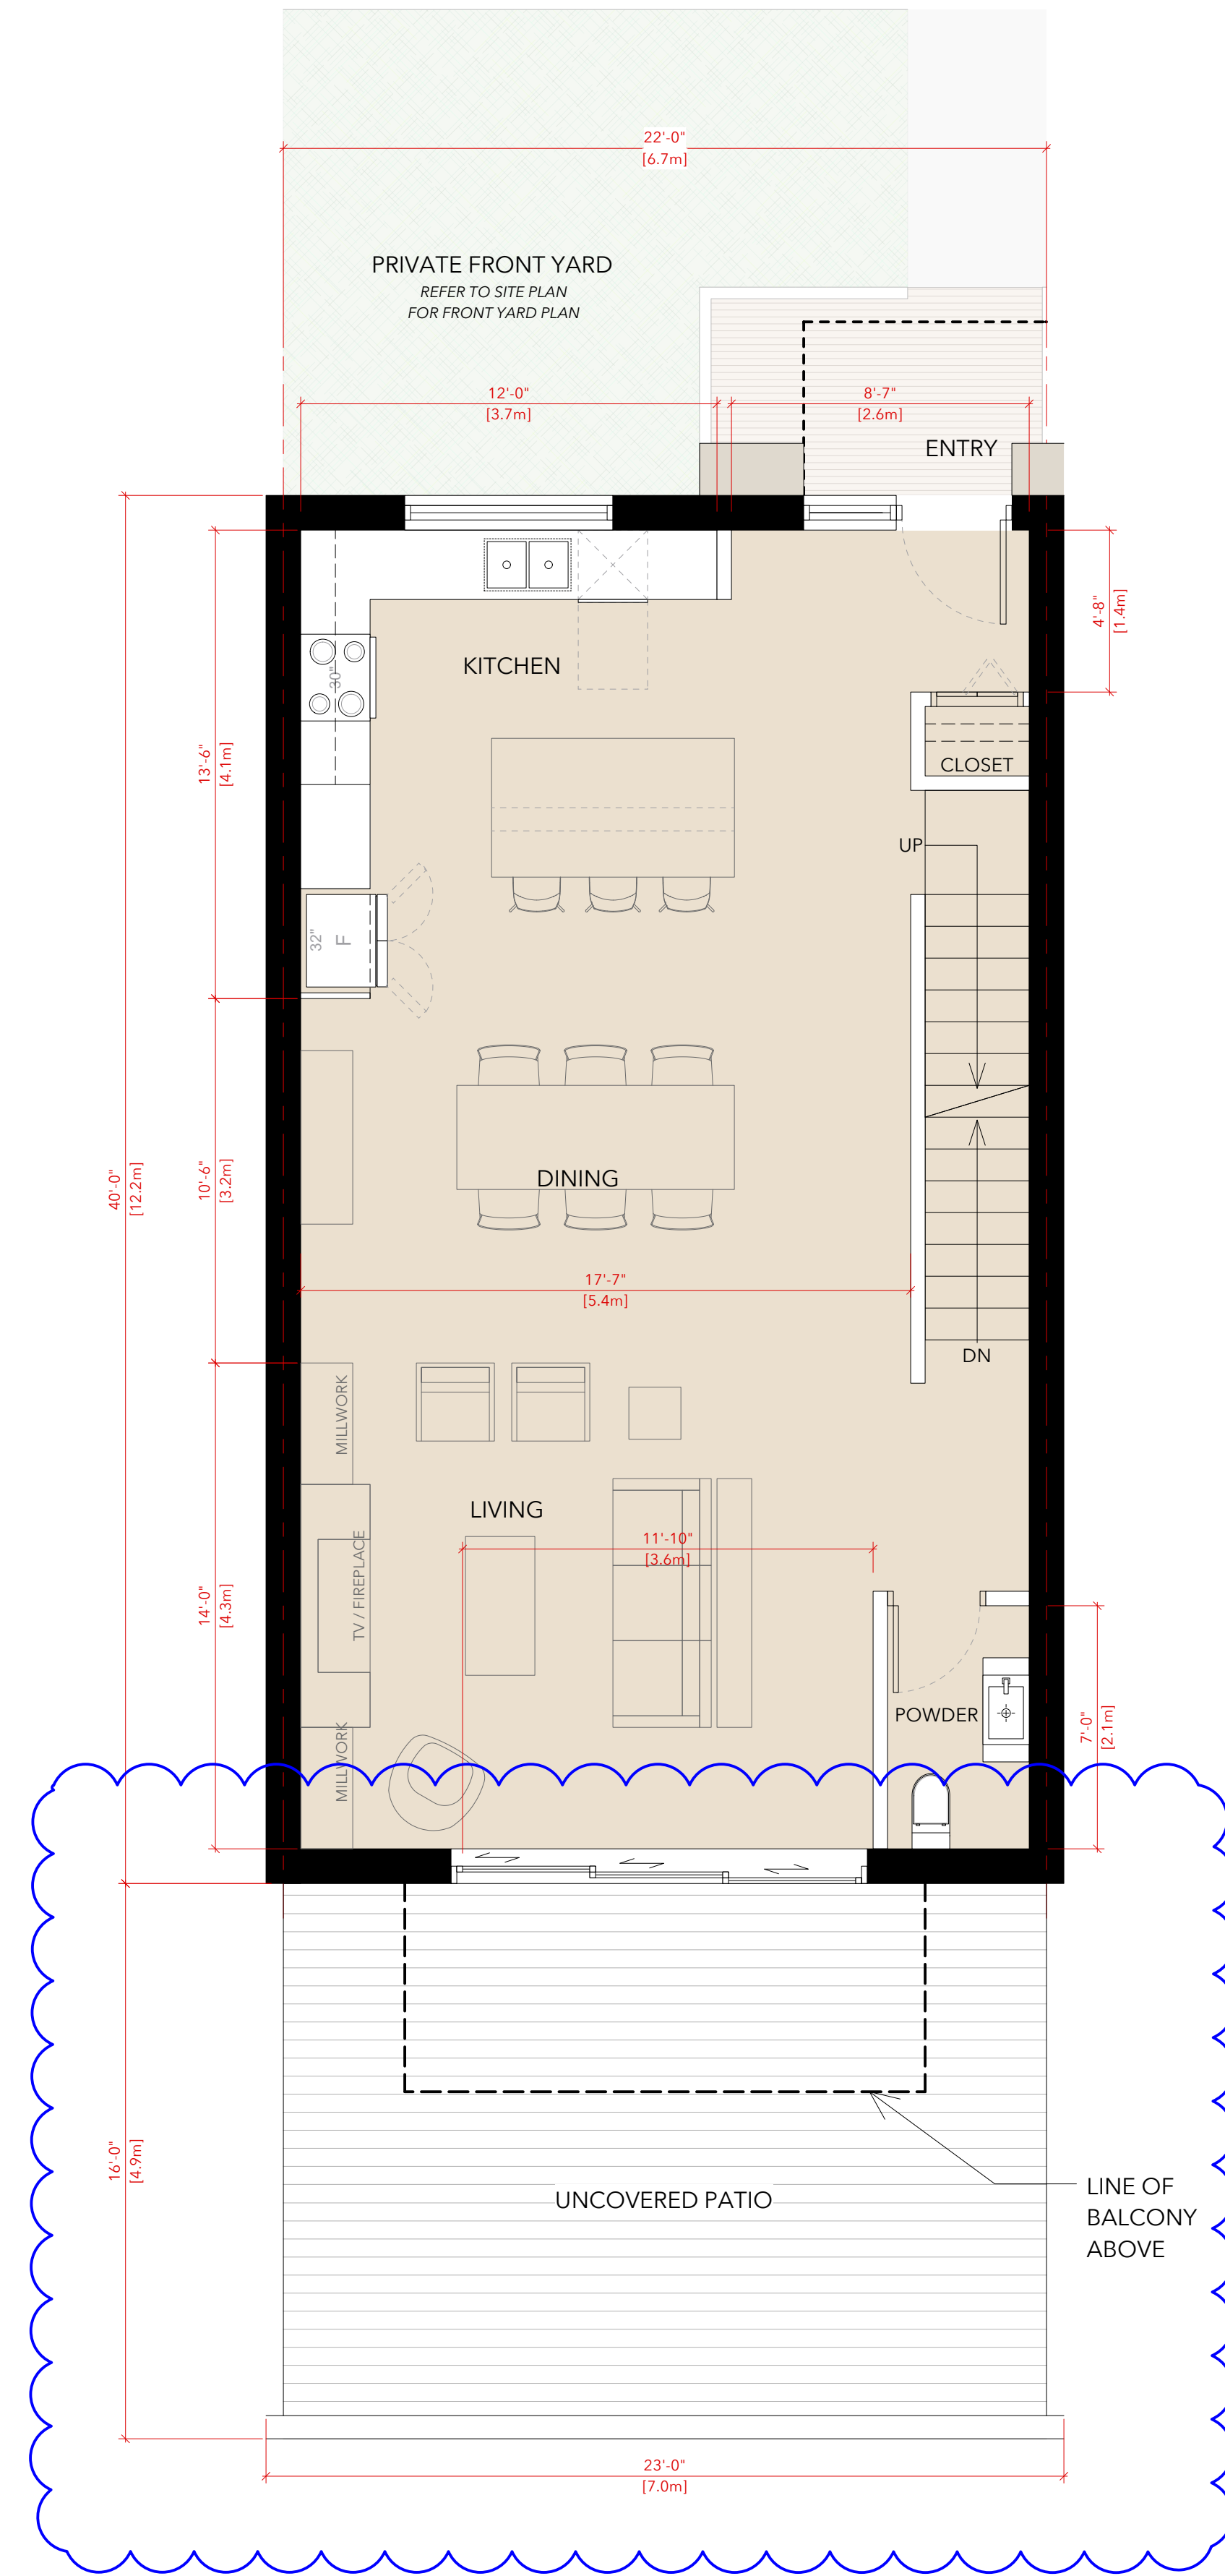 22'-0"
[6.7m]
PRIVATE FRONT YARD
REFER TO SITE PLAN
FOR FRONT YARD PLAN
12'-0"
[3.7m]
8'-7"
[2.6m]
ENTRY
4'-8"
[1.4m]
KITCHEN
30"
13'-6"
[4.1m]
CLOSET
UP
32"
F
40'-0"
[12.2m]
10'-6"
[3.2m]
DINING
17'-7"
[5.4m]
DN
MILLWORK
LIVING
11'-10"
[3.6m]
TV / FIREPLACE
14'-0"
[4.3m]
POWDER
7'-0"
[2.1m]
MILLWORK
16'-0"
[4.9m]
UNCOVERED PATIO
LINE OF
BALCONY
ABOVE
23'-0"
[7.0m]